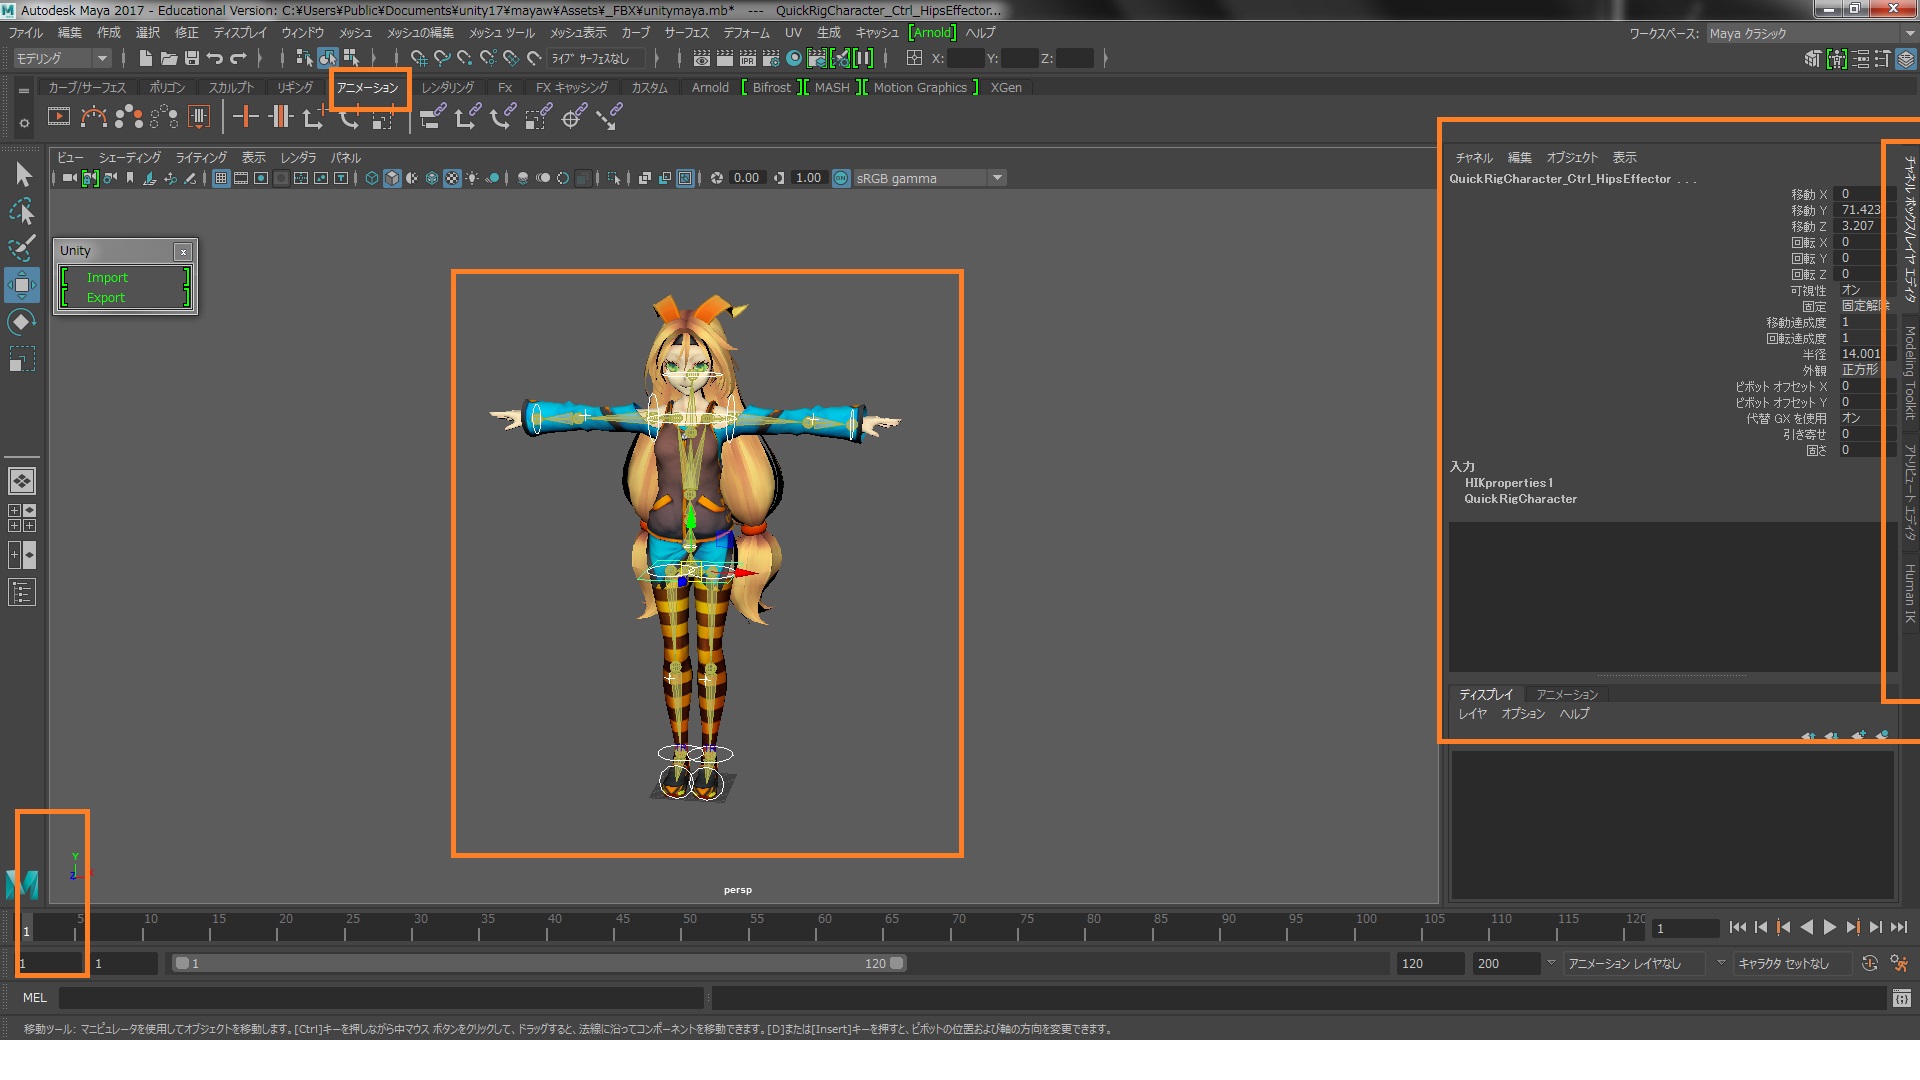 Autodesk Maya 2017 - Educational Version: C:¥Users¥Public¥Documents¥unity17¥mayaw¥Assets¥_FBX¥unitymaya.mb*   ---   QuickRigCharacter_Ctrl_HipsEffector...
ファイル 編集 作成 選択 修正 ディスプレイ ウィンドウ メッシュ メッシュの編集 メッシュ ツール メッシュ表示 カーブ サーフェス デフォーム UV 生成 キャッシュ [Arnold] ヘルプ
ワークスペース: Maya クラシック
モデリング
ライブ サーフェスなし
X: Y: Z:
カーブ/サーフェス ポリゴン スカルプト リギング アニメーション レンダリング Fx FX キャッシング カスタム Arnold [ Bifrost ][ MASH ][ Motion Graphics ] XGen
ビュー シェーディング ライティング 表示 レンダラ パネル
0.00 1.00 sRGB gamma
Unity
Import
Export
persp
チャネル 編集 オブジェクト 表示
QuickRigCharacter_Ctrl_HipsEffector . . .
移動 X 0
移動 Y 71.423
移動 Z 3.207
回転 X 0
回転 Y 0
回転 Z 0
可視性 オン
固定 固定解除
移動達成度 1
回転達成度 1
半径 14.001
外観 正方形
ピボット オフセット X 0
ピボット オフセット Y 0
代替 GX を使用 オン
引き寄せ 0
固さ 0
入力
HIKproperties1
QuickRigCharacter
ディスプレイ アニメーション
レイヤ オプション ヘルプ
チャネル ボックス/レイヤ エディタ
Modeling Toolkit
アトリビュート エディタ
Human IK
Y
Z
5 10 15 20 25 30 35 40 45 50 55 60 65 70 75 80 85 90 95 100 105 110 115 120
1
1
1 1 1 120 120 200 アニメーション レイヤなし キャラクタ セットなし
MEL
移動ツール: マニピュレータを使用してオブジェクトを移動します。[Ctrl]キーを押しながら中マウス ボタンをクリックして、ドラッグすると、法線に沿ってコンポーネントを移動できます。[D]または[Insert]キーを押すと、ピボットの位置および軸の方向を変更できます。